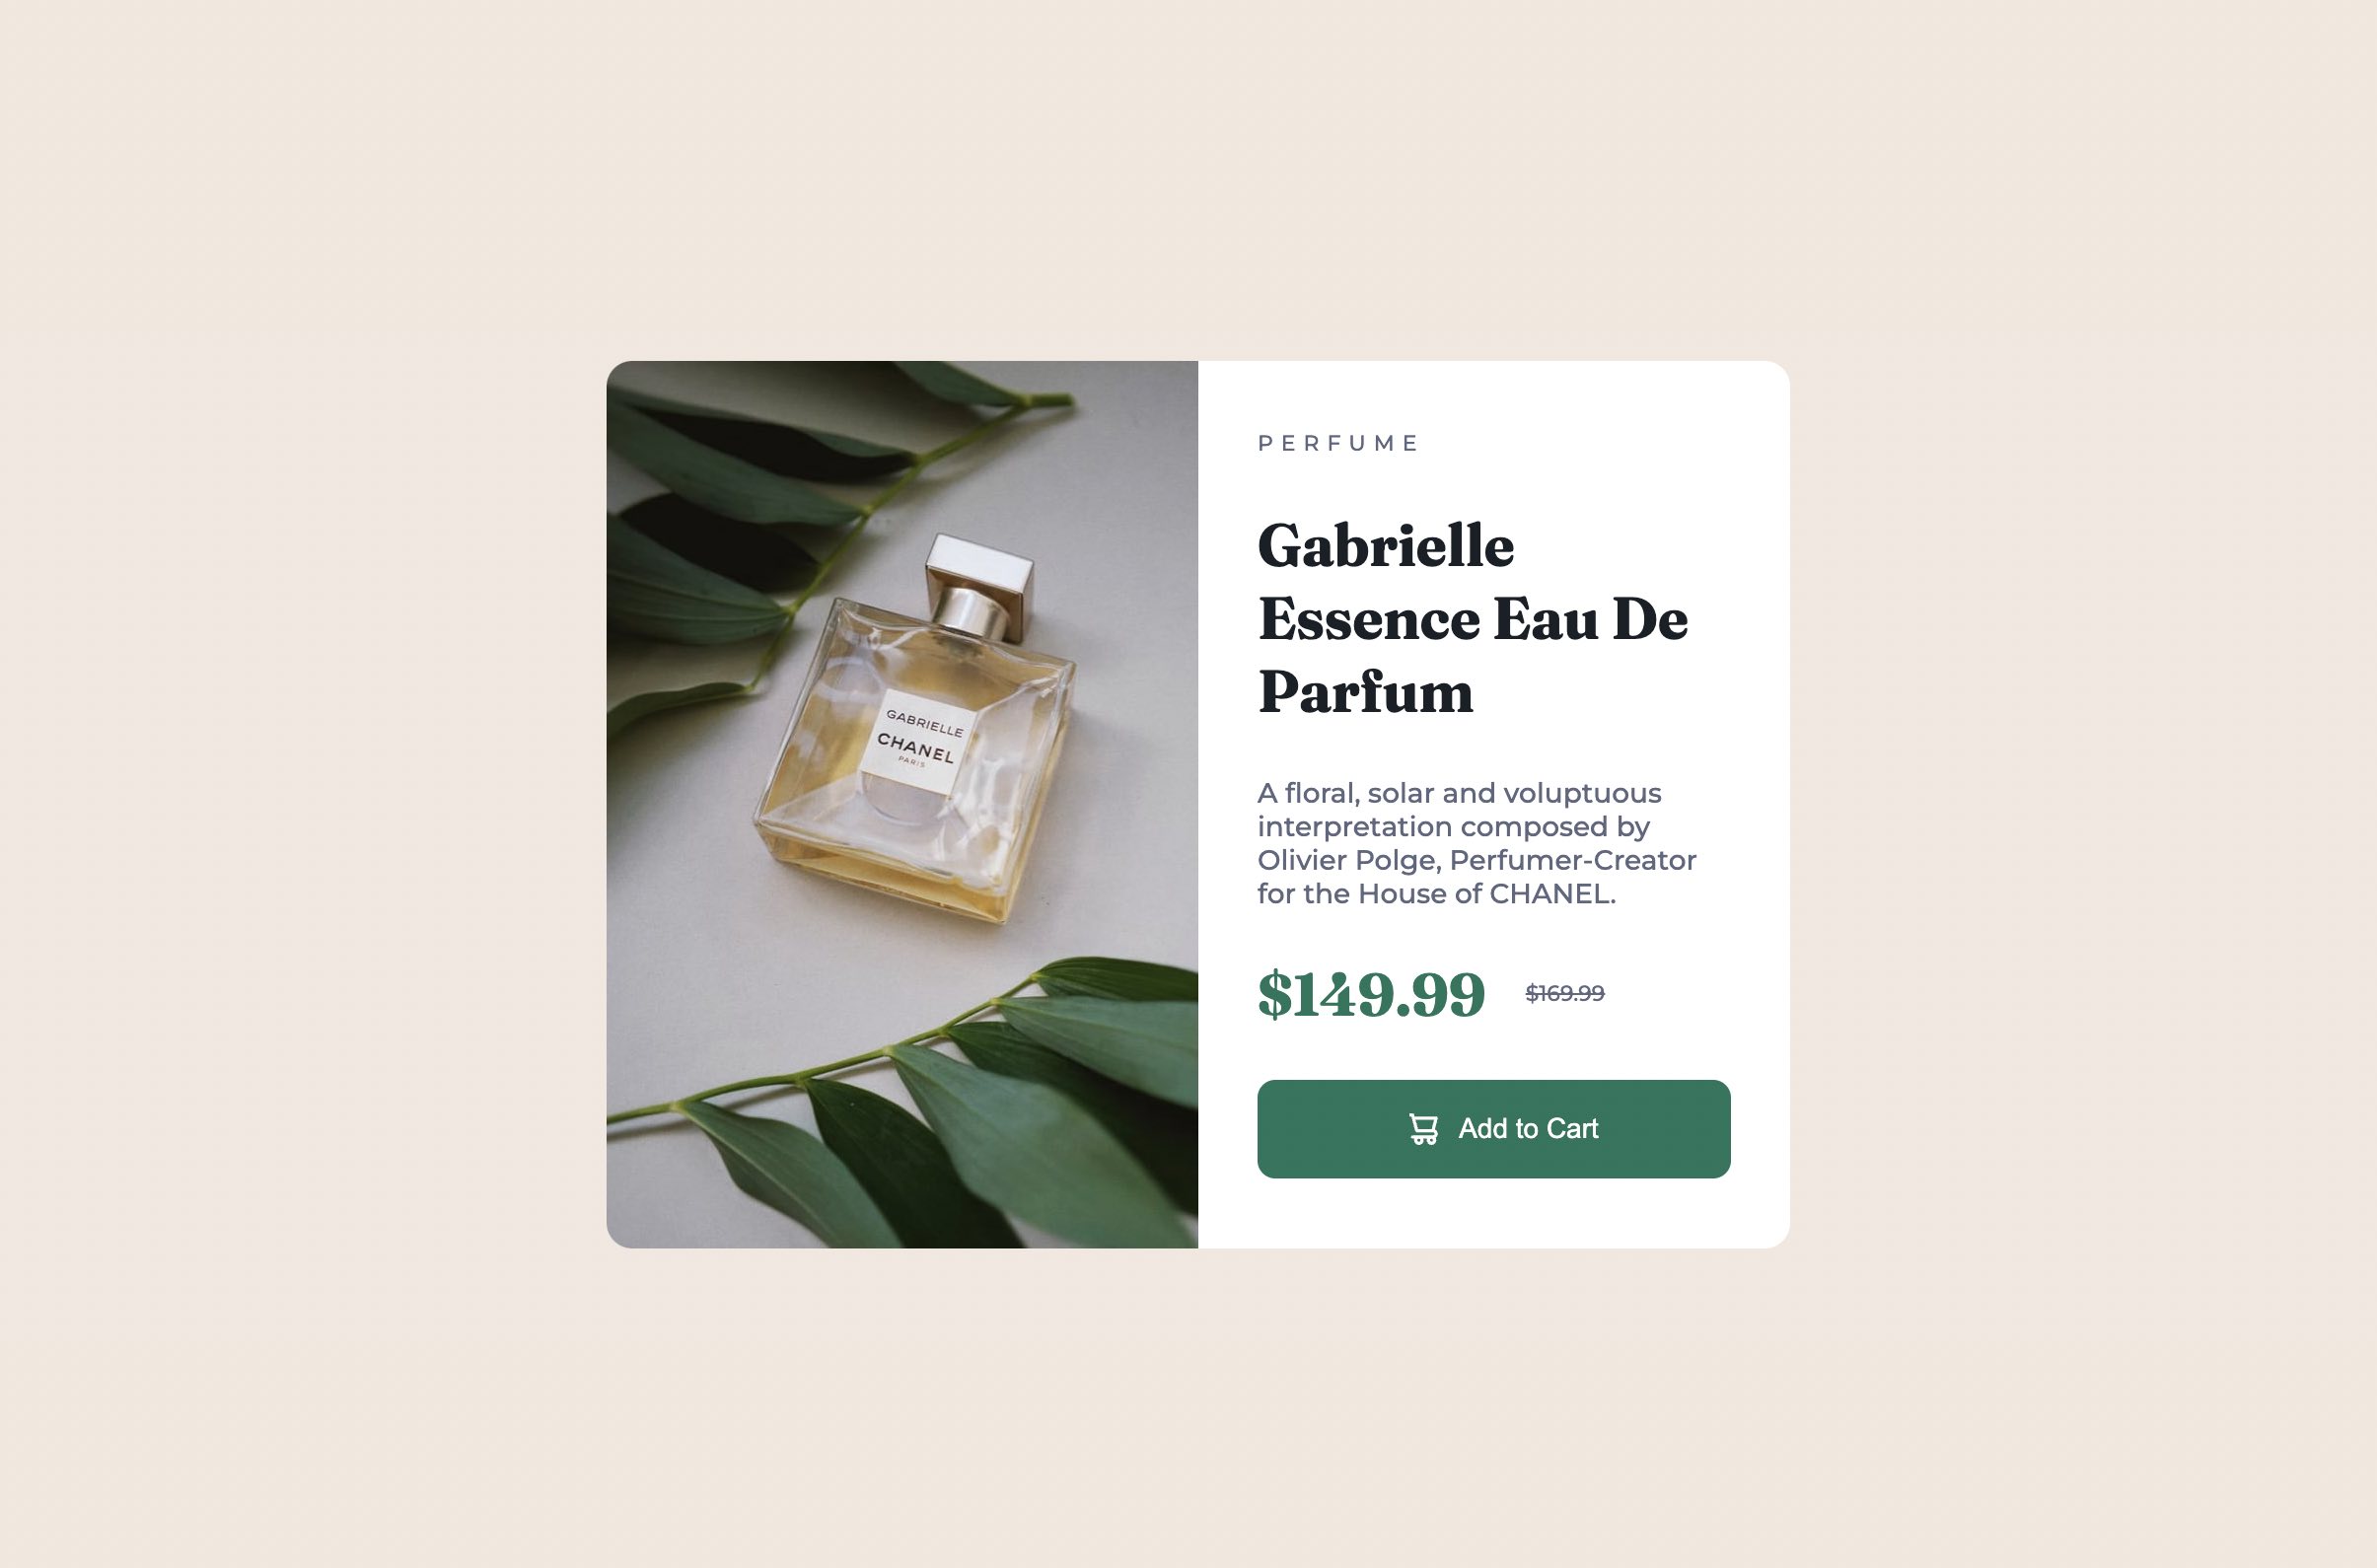 GABRIELLE
CHANEL
PARIS
PERFUME
Gabrielle
Essence Eau De
Parfum
A floral, solar and voluptuous
interpretation composed by
Olivier Polge, Perfumer-Creator
for the House of CHANEL.
$149.99 $169.99
Add to Cart